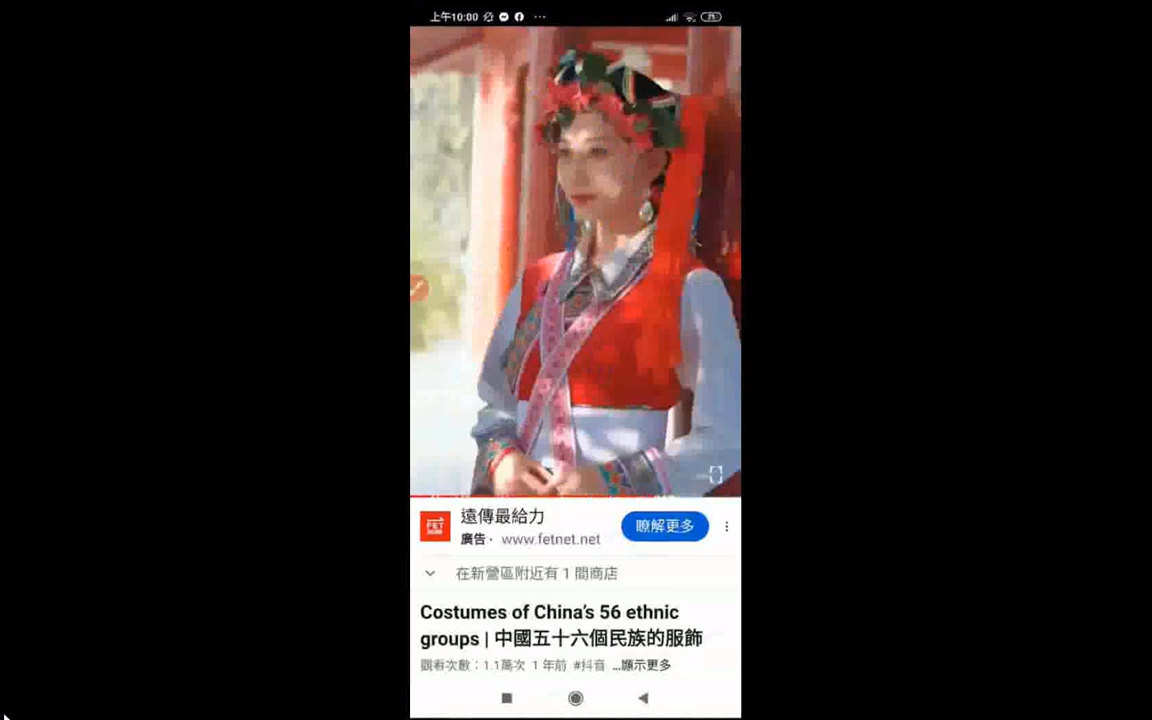 上午10:00
遠傳最給力
瞭解更多
廣告 · www.fetnet.net
在新營區附近有 1 間商店
Costumes of China's 56 ethnic
groups | 中國五十六個民族的服飾
觀看次數：1.1萬次 1 年前 #抖音 ...顯示更多